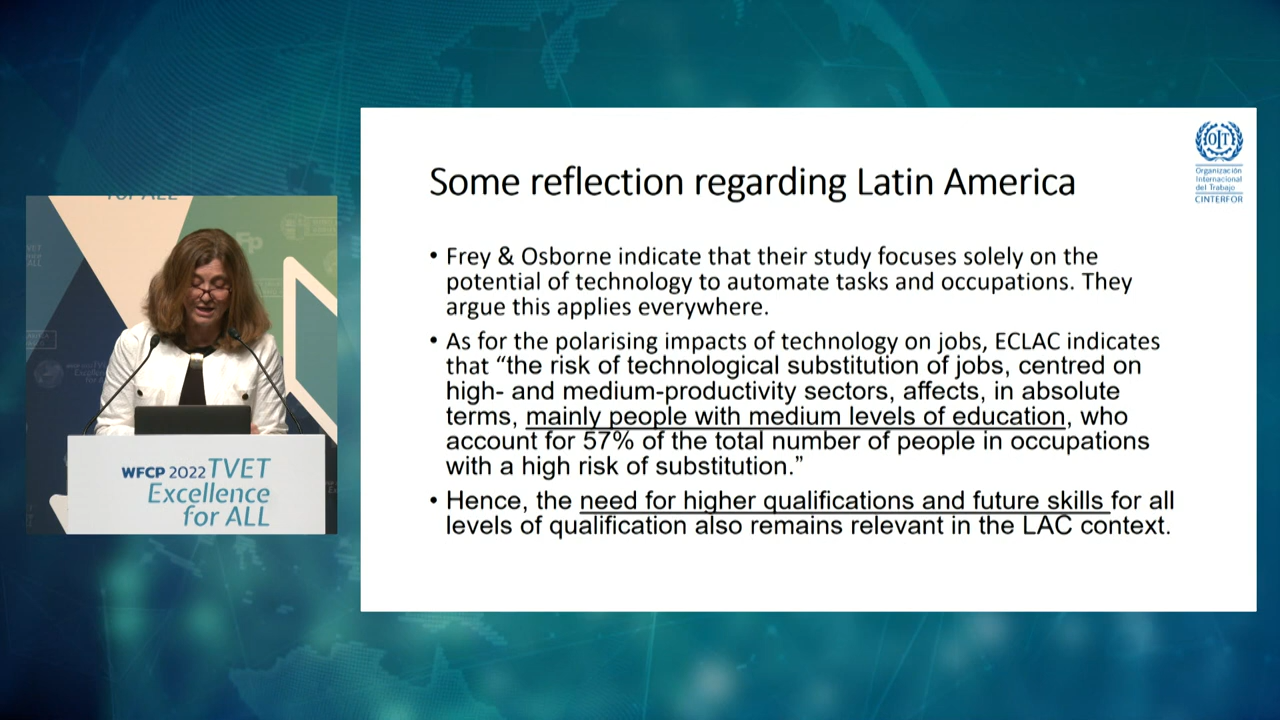 Some reflection regarding Latin America
OIT
Organización
Internacional
del Trabajo
CINTERFOR
• Frey & Osborne indicate that their study focuses solely on the
potential of technology to automate tasks and occupations. They
argue this applies everywhere.
• As for the polarising impacts of technology on jobs, ECLAC indicates
that “the risk of technological substitution of jobs, centred on
high- and medium-productivity sectors, affects, in absolute
terms, mainly people with medium levels of education, who
account for 57% of the total number of people in occupations
with a high risk of substitution.”
• Hence, the need for higher qualifications and future skills for all
levels of qualification also remains relevant in the LAC context.
for ALL
WFCP 2022 TVET
Excellence
for ALL